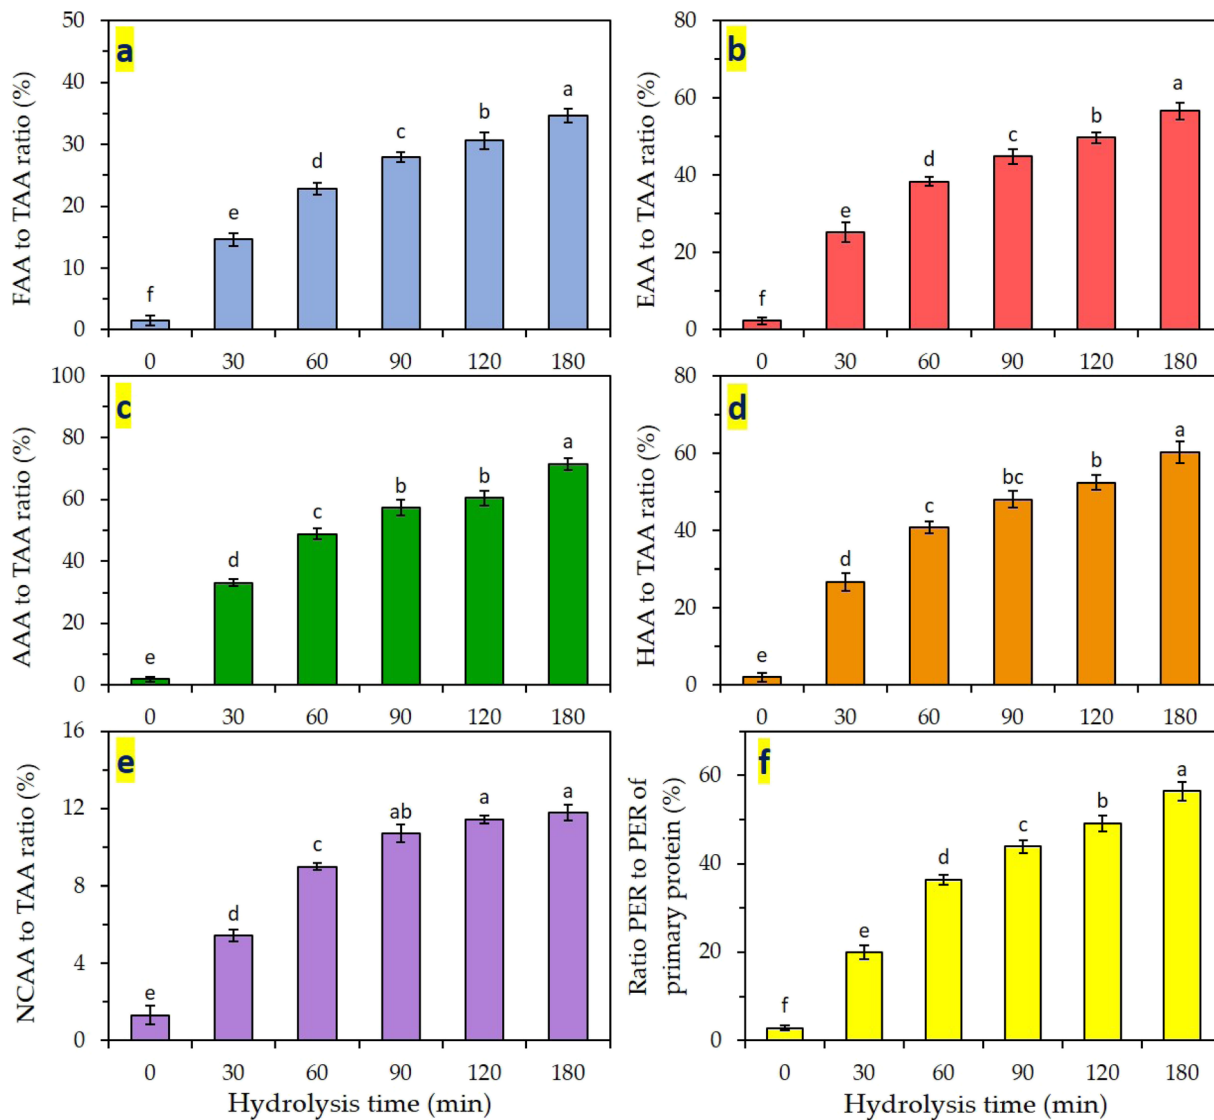 a
FAA to TAA ratio (%)
50
40
30
20
10
0
f
e
d
c
b
a
0 30 60 90 120 180
b
EAA to TAA ratio (%)
80
60
40
20
0
f
e
d
c
b
a
0 30 60 90 120 180
c
AAA to TAA ratio (%)
100
80
60
40
20
0
e
d
c
b
b
a
0 30 60 90 120 180
d
HAA to TAA ratio (%)
80
60
40
20
0
e
d
c
bc
b
a
0 30 60 90 120 180
e
NCAA to TAA ratio (%)
16
12
8
4
0
e
d
c
ab
a
a
0 30 60 90 120 180
Hydrolysis time (min)
f
Ratio PER to PER of
primary protein (%)
60
40
20
0
f
e
d
c
b
a
0 30 60 90 120 180
Hydrolysis time (min)